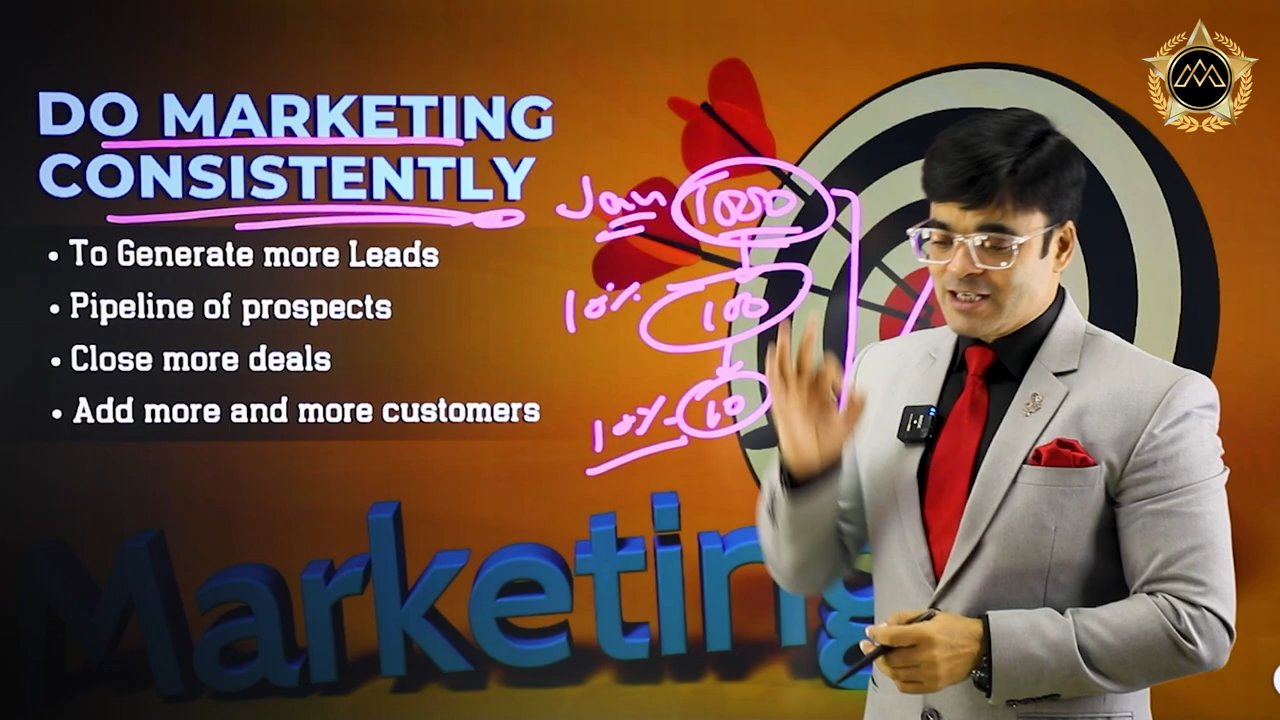 DO MARKETING
CONSISTENTLY
• To Generate more Leads
• Pipeline of prospects
• Close more deals
• Add more and more customers
Jan 1000
10% 100
10% 10
Marketing